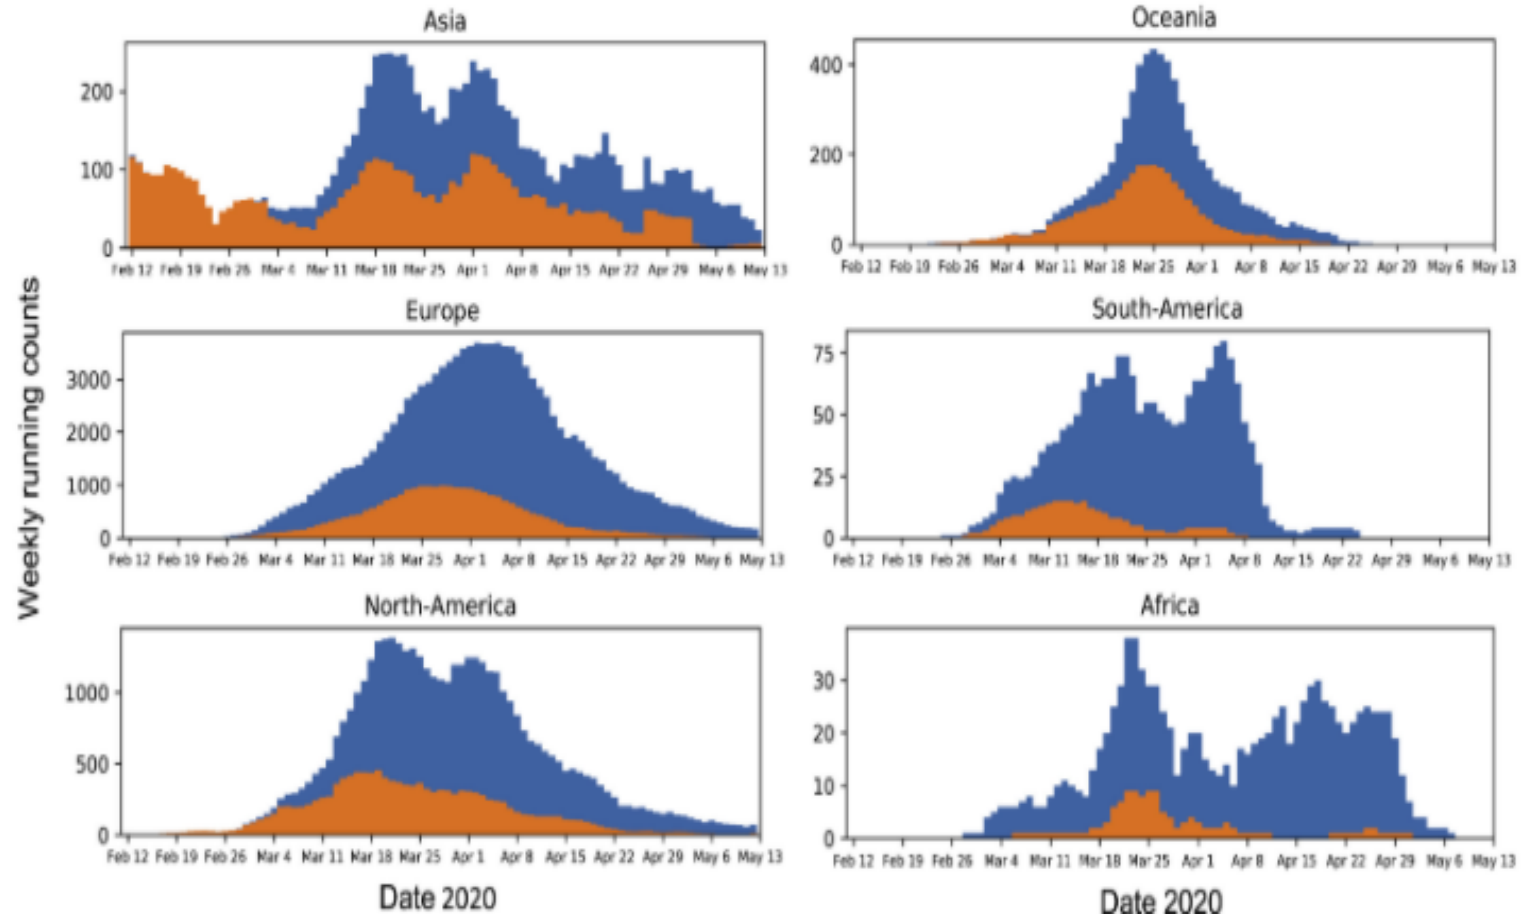 Asia
200
100
0
Feb 12 Feb 19 Feb 26 Mar 4 Mar 11 Mar 18 Mar 25 Apr 1 Apr 8 Apr 15 Apr 22 Apr 29 May 6 May 13
Oceania
400
200
0
Feb 12 Feb 19 Feb 26 Mar 4 Mar 11 Mar 18 Mar 25 Apr 1 Apr 8 Apr 15 Apr 22 Apr 29 May 6 May 13
Weekly running counts
Europe
3000
2000
1000
0
Feb 12 Feb 19 Feb 26 Mar 4 Mar 11 Mar 18 Mar 25 Apr 1 Apr 8 Apr 15 Apr 22 Apr 29 May 6 May 13
South-America
75
50
25
0
Feb 12 Feb 19 Feb 26 Mar 4 Mar 11 Mar 18 Mar 25 Apr 1 Apr 8 Apr 15 Apr 22 Apr 29 May 6 May 13
North-America
1000
500
0
Feb 12 Feb 19 Feb 26 Mar 4 Mar 11 Mar 18 Mar 25 Apr 1 Apr 8 Apr 15 Apr 22 Apr 29 May 6 May 13
Date 2020
Africa
30
20
10
0
Feb 12 Feb 19 Feb 26 Mar 4 Mar 11 Mar 18 Mar 25 Apr 1 Apr 8 Apr 15 Apr 22 Apr 29 May 6 May 13
Date 2020